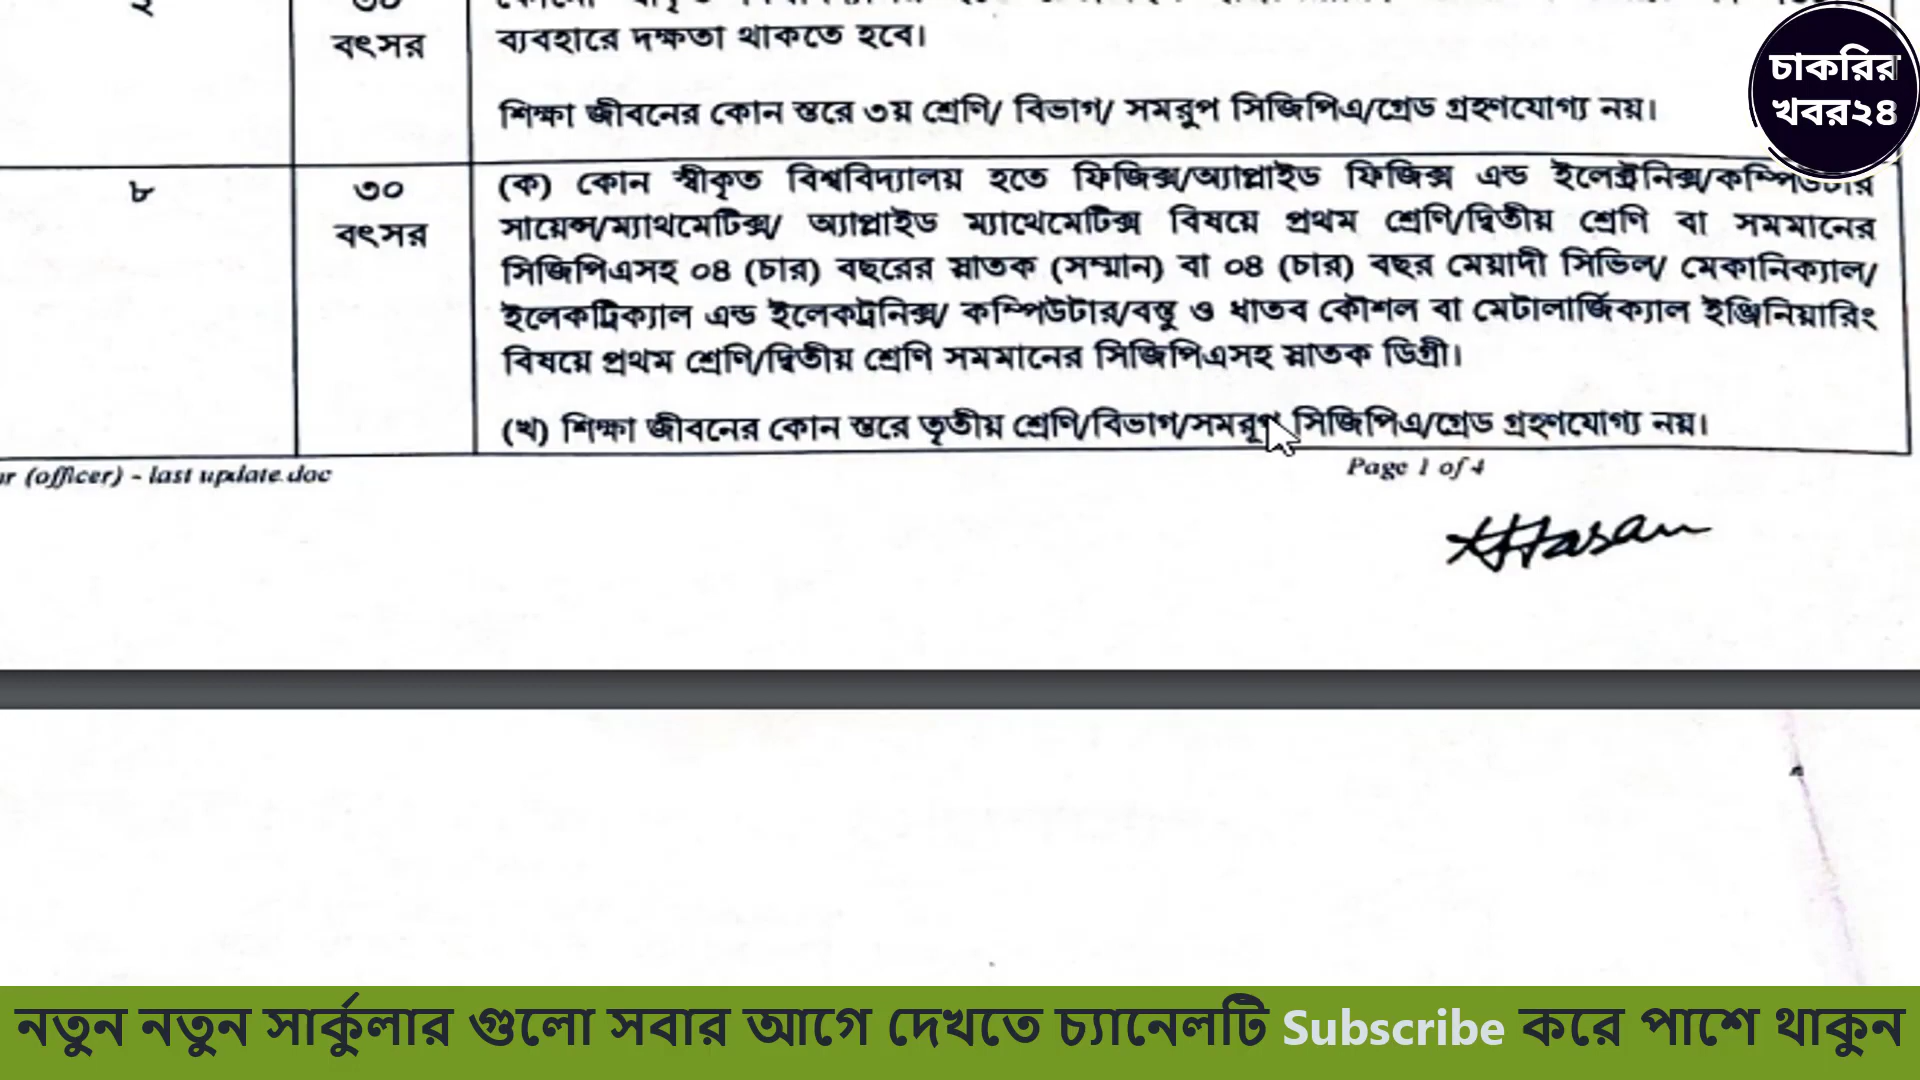 ২
৩০
বৎসর
ব্যবহারে দক্ষতা থাকতে হবে।
শিক্ষা জীবনের কোন স্তরে ৩য় শ্রেণি/ বিভাগ/ সমরুপ সিজিপিএ/গ্রেড গ্রহণযোগ্য নয়।
চাকরির
খবর২৪
৮
৩০
বৎসর
(ক) কোন স্বীকৃত বিশ্ববিদ্যালয় হতে ফিজিক্স/অ্যাপ্লাইড ফিজিক্স এন্ড ইলেক্ট্রনিক্স/কম্পিউটার
সায়েন্স/ম্যাথমেটিক্স/ অ্যাপ্লাইড ম্যাথেমেটিক্স বিষয়ে প্রথম শ্রেণি/দ্বিতীয় শ্রেণি বা সমমানের
সিজিপিএসহ ০৪ (চার) বছরের স্নাতক (সম্মান) বা ০৪ (চার) বছর মেয়াদী সিভিল/ মেকানিক্যাল/
ইলেকট্রিক্যাল এন্ড ইলেকট্রনিক্স/ কম্পিউটার/বস্তু ও ধাতব কৌশল বা মেটালার্জিক্যাল ইঞ্জিনিয়ারিং
বিষয়ে প্রথম শ্রেণি/দ্বিতীয় শ্রেণি সমমানের সিজিপিএসহ স্নাতক ডিগ্রী।
(খ) শিক্ষা জীবনের কোন স্তরে তৃতীয় শ্রেণি/বিভাগ/সমরূপ সিজিপিএ/গ্রেড গ্রহণযোগ্য নয়।
r (officer) - last update.doc
Page 1 of 4
Hasan
নতুন নতুন সার্কুলার গুলো সবার আগে দেখতে চ্যানেলটি Subscribe করে পাশে থাকুন